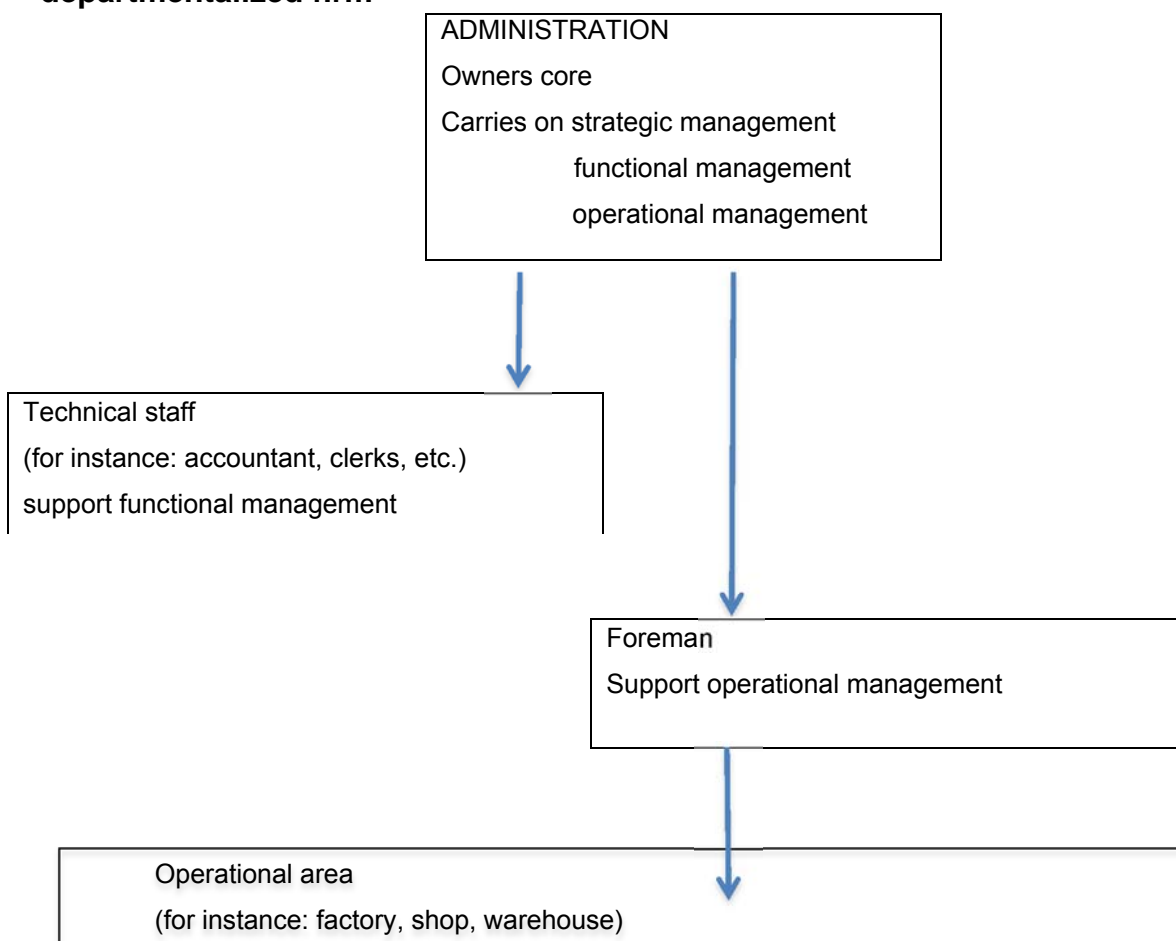 departmentalized firm
ADMINISTRATION
Owners core
Carries on strategic management
functional management
operational management
Technical staff
(for instance: accountant, clerks, etc.)
support functional management
Foreman
Support operational management
Operational area
(for instance: factory, shop, warehouse)